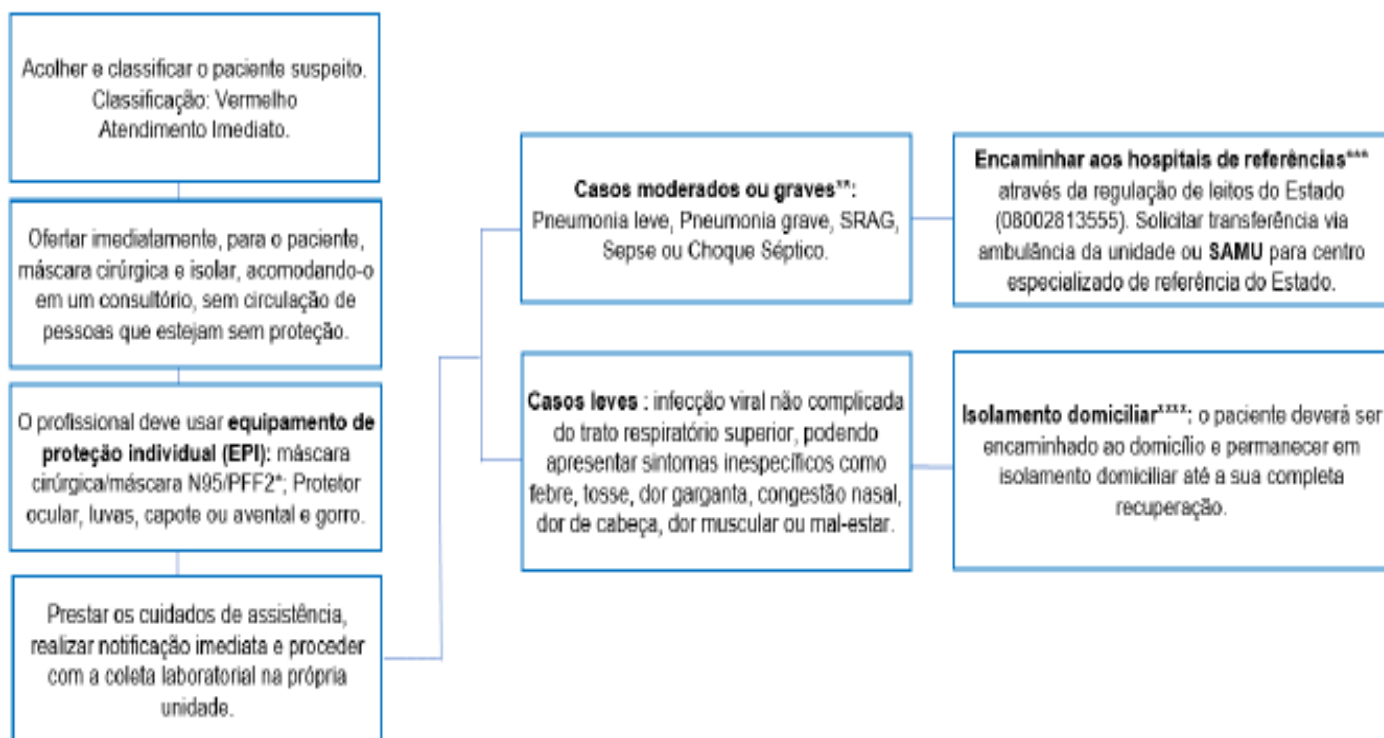 Acolher e classificar o paciente suspeito.
Classificação: Vermelho
Atendimento Imediato.
Ofertar imediatamente, para o paciente,
máscara cirúrgica e isolar, acomodando-o
em um consultório, sem circulação de
pessoas que estejam sem proteção.
O profissional deve usar equipamento de
proteção individual (EPI): máscara
cirúrgica/máscara N95/PFF2*; Protetor
ocular, luvas, capote ou avental e gorro.
Prestar os cuidados de assistência,
realizar notificação imediata e proceder
com a coleta laboratorial na própria
unidade.
Casos moderados ou graves**:
Pneumonia leve, Pneumonia grave, SRAG,
Sepse ou Choque Séptico.
Encaminhar aos hospitais de referências***
através da regulação de leitos do Estado
(08002813555). Solicitar transferência via
ambulância da unidade ou SAMU para centro
especializado de referência do Estado.
Casos leves : infecção viral não complicada
do trato respiratório superior, podendo
apresentar sintomas inespecíficos como
febre, tosse, dor garganta, congestão nasal,
dor de cabeça, dor muscular ou mal-estar.
Isolamento domiciliar****: o paciente deverá ser
encaminhado ao domicílio e permanecer em
isolamento domiciliar até a sua completa
recuperação.